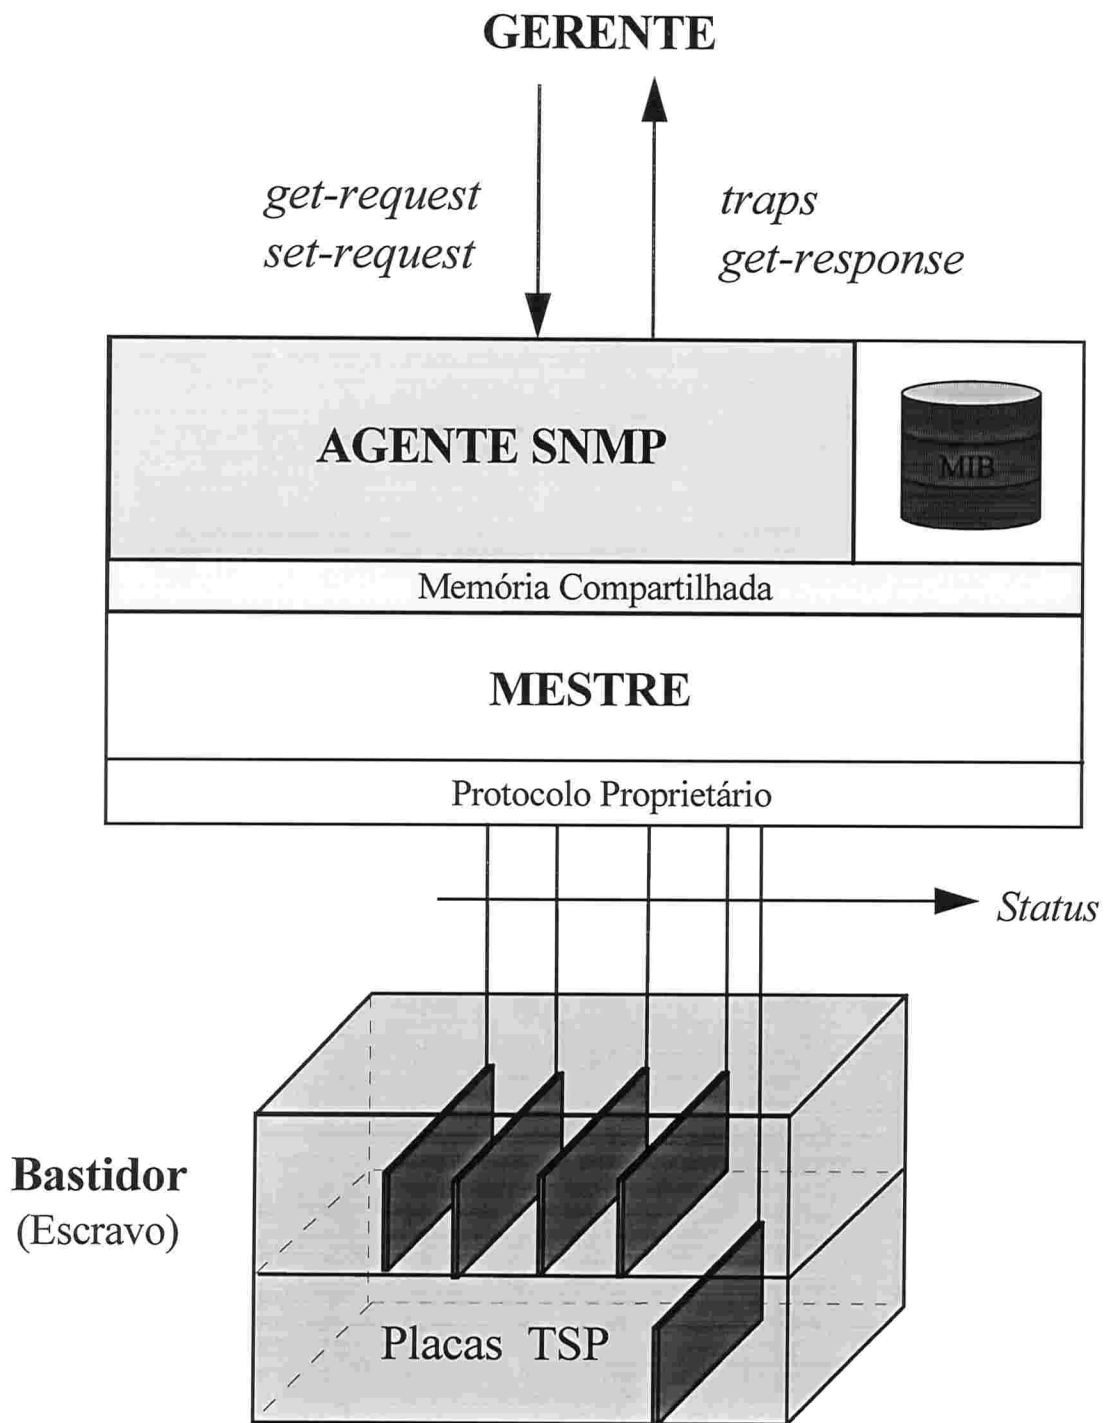 GERENTE
get-request
set-request
traps
get-response
AGENTE SNMP
MIB
Memória Compartilhada
MESTRE
Protocolo Proprietário
Status
Bastidor
(Escravo)
Placas TSP